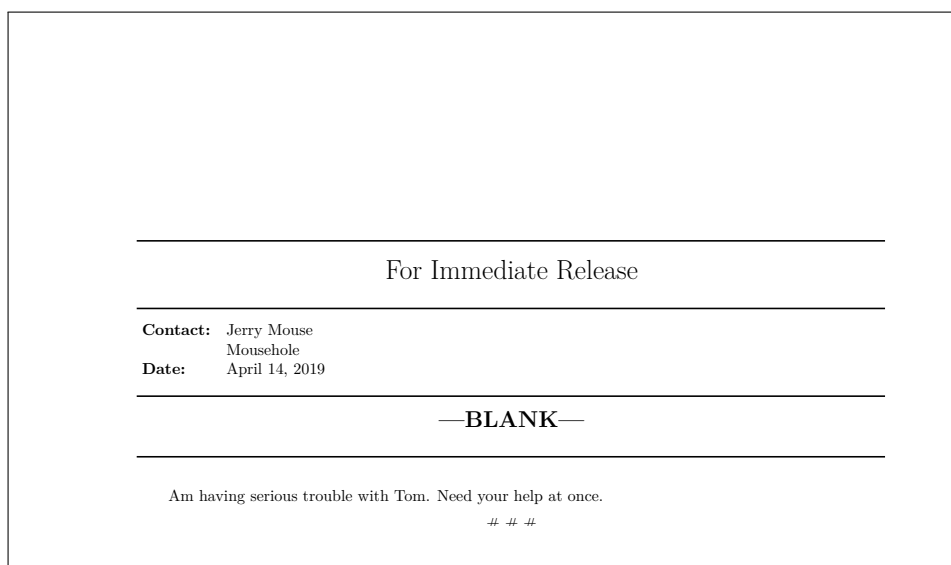 For Immediate Release
Contact: Jerry Mouse
Mousehole
Date: April 14, 2019
—BLANK—
Am having serious trouble with Tom. Need your help at once.
# # #